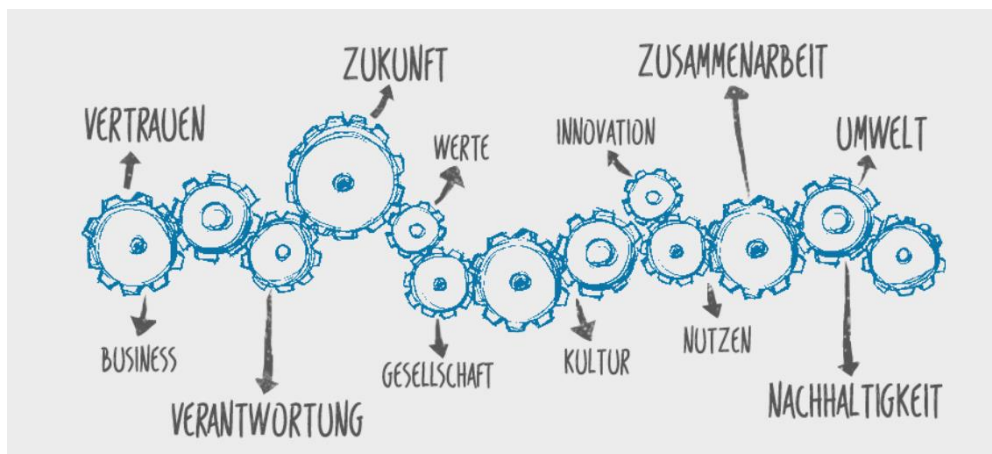 ZUKUNFT
ZUSAMMENARBEIT
VERTRAUEN
WERTE
INNOVATION
UMWELT
BUSINESS
GESELLSCHAFT
KULTUR
NUTZEN
VERANTWORTUNG
NACHHALTIGKEIT